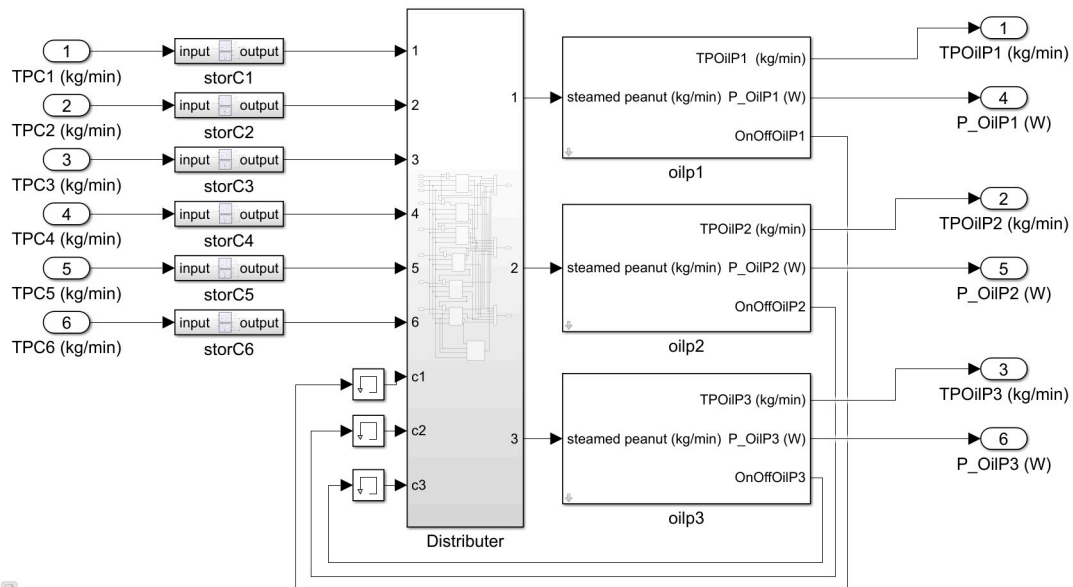 1
TPC1 (kg/min)
input output
storC1
2
TPC2 (kg/min)
input output
storC2
3
TPC3 (kg/min)
input output
storC3
4
TPC4 (kg/min)
input output
storC4
5
TPC5 (kg/min)
input output
storC5
6
TPC6 (kg/min)
input output
storC6
1
2
3
4
5
6
c1
c2
c3
1
2
3
Distributer
TPOilP1 (kg/min)
steamed peanut (kg/min) P_OilP1 (W)
OnOffOilP1
oilp1
TPOilP2 (kg/min)
steamed peanut (kg/min) P_OilP2 (W)
OnOffOilP2
oilp2
TPOilP3 (kg/min)
steamed peanut (kg/min) P_OilP3 (W)
OnOffOilP3
oilp3
1
TPOilP1 (kg/min)
4
P_OilP1 (W)
2
TPOilP2 (kg/min)
5
P_OilP2 (W)
3
TPOilP3 (kg/min)
6
P_OilP3 (W)